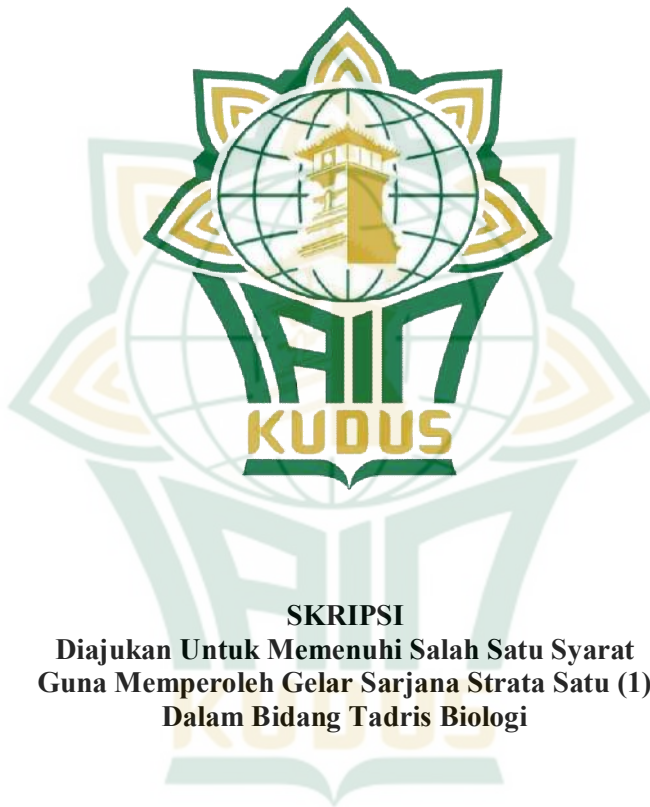 IAIN
KUDUS
SKRIPSI
Diajukan Untuk Memenuhi Salah Satu Syarat
Guna Memperoleh Gelar Sarjana Strata Satu (1)
Dalam Bidang Tadris Biologi